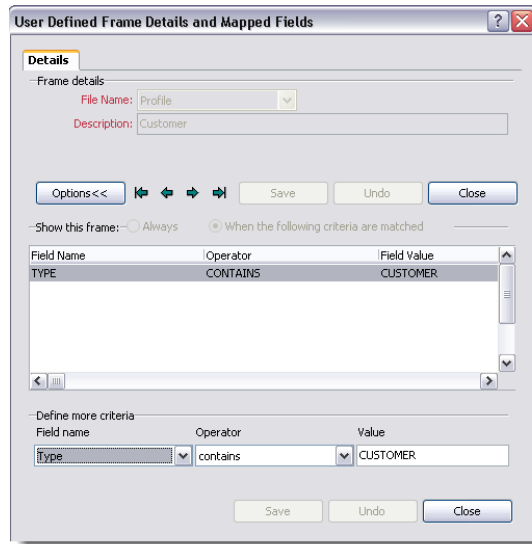 User Defined Frame Details and Mapped Fields
Details
Frame details
File Name: Profile
Description: Customer
Options<< Save Undo Close
Show this frame: Always When the following criteria are matched
Field Name Operator Field Value
TYPE CONTAINS CUSTOMER
Define more criteria
Field name Operator Value
Type contains CUSTOMER
Save Undo Close